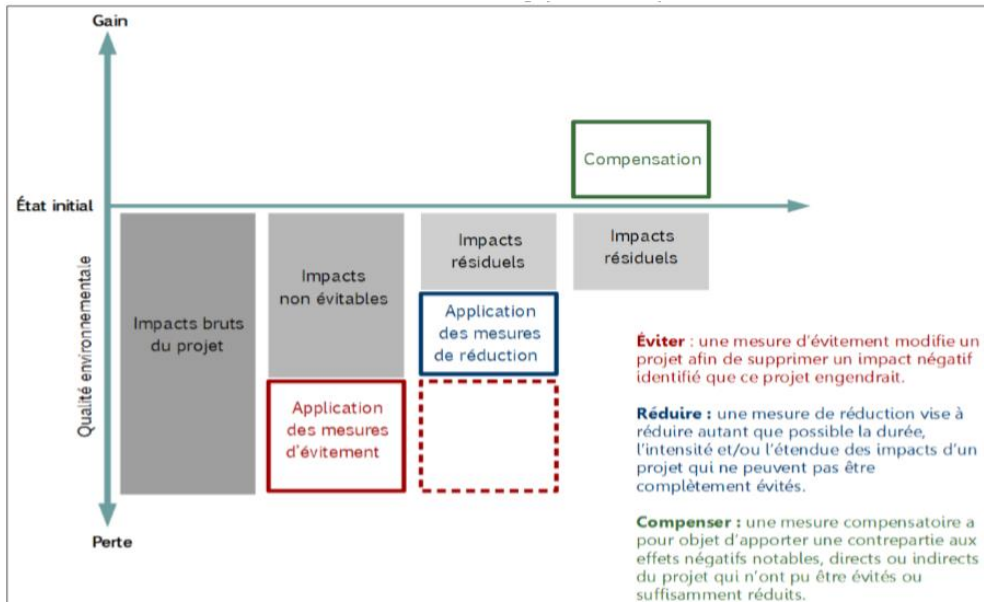 Gain
Compensation
État initial
Qualité environnementale
Impacts bruts
du projet
Impacts
non évitables
Application
des mesures
d'évitement
Impacts
résiduels
Application
des mesures
de réduction
Impacts
résiduels
Perte
Éviter : une mesure d'évitement modifie un
projet afin de supprimer un impact négatif
identifié que ce projet engendrait.
Réduire : une mesure de réduction vise à
réduire autant que possible la durée,
l'intensité et/ou l'étendue des impacts d'un
projet qui ne peuvent pas être
complètement évités.
Compenser : une mesure compensatoire a
pour objet d'apporter une contrepartie aux
effets négatifs notables, directs ou indirects
du projet qui n'ont pu être évités ou
suffisamment réduits.